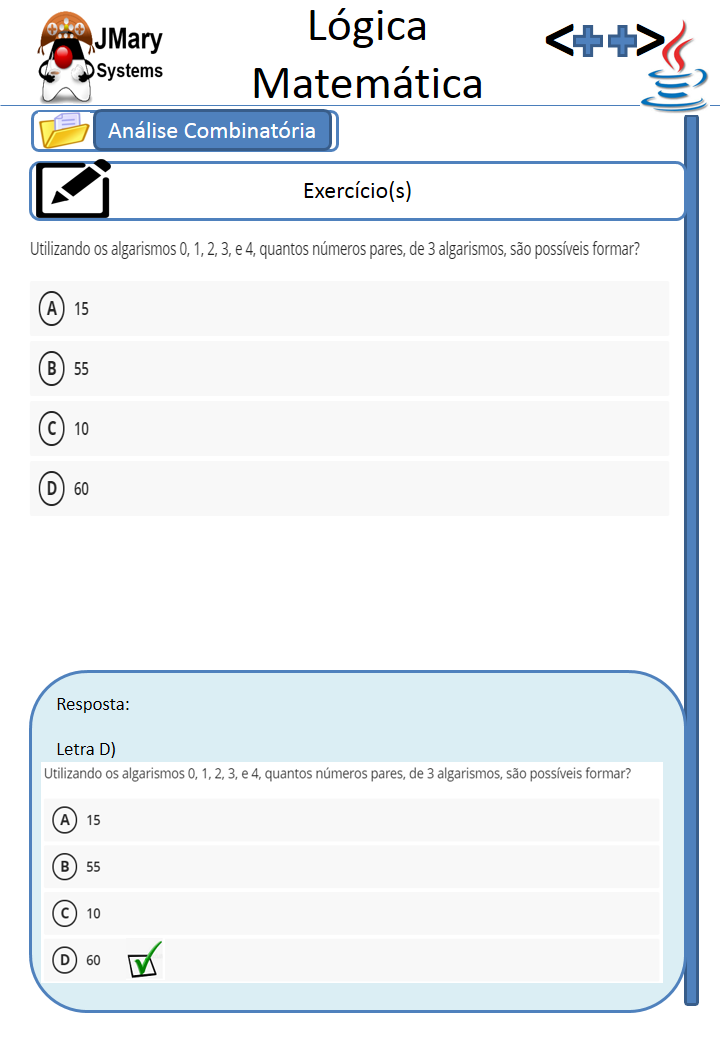 JMary
Systems
Lógica
Matemática
<++>
Análise Combinatória
Exercício(s)
Utilizando os algarismos 0, 1, 2, 3, e 4, quantos números pares, de 3 algarismos, são possíveis formar?
A 15
B 55
C 10
D 60
Resposta:
Letra D)
Utilizando os algarismos 0, 1, 2, 3, e 4, quantos números pares, de 3 algarismos, são possíveis formar?
A 15
B 55
C 10
D 60